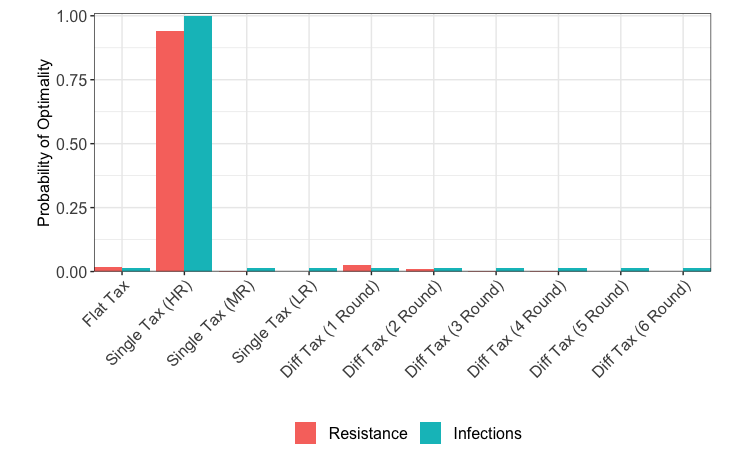 Probability of Optimality
1.00
0.75
0.50
0.25
0.00
Flat Tax
Single Tax (HR)
Single Tax (MR)
Single Tax (LR)
Diff Tax (1 Round)
Diff Tax (2 Round)
Diff Tax (3 Round)
Diff Tax (4 Round)
Diff Tax (5 Round)
Diff Tax (6 Round)
Resistance Infections